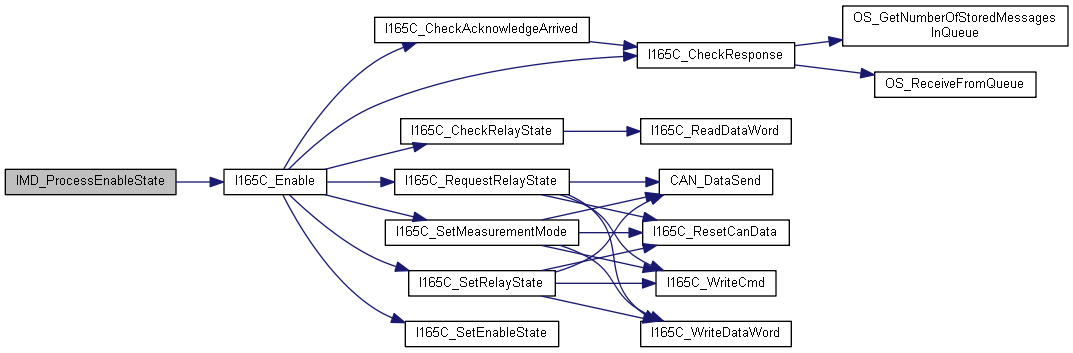 I165C_CheckAcknowledgeArrived
OS_GetNumberOfStoredMessages
InQueue
I165C_CheckResponse
OS_ReceiveFromQueue
I165C_CheckRelayState
I165C_ReadDataWord
IMD_ProcessEnableState
I165C_Enable
I165C_RequestRelayState
CAN_DataSend
I165C_SetMeasurementMode
I165C_ResetCanData
I165C_SetRelayState
I165C_WriteCmd
I165C_SetEnableState
I165C_WriteDataWord